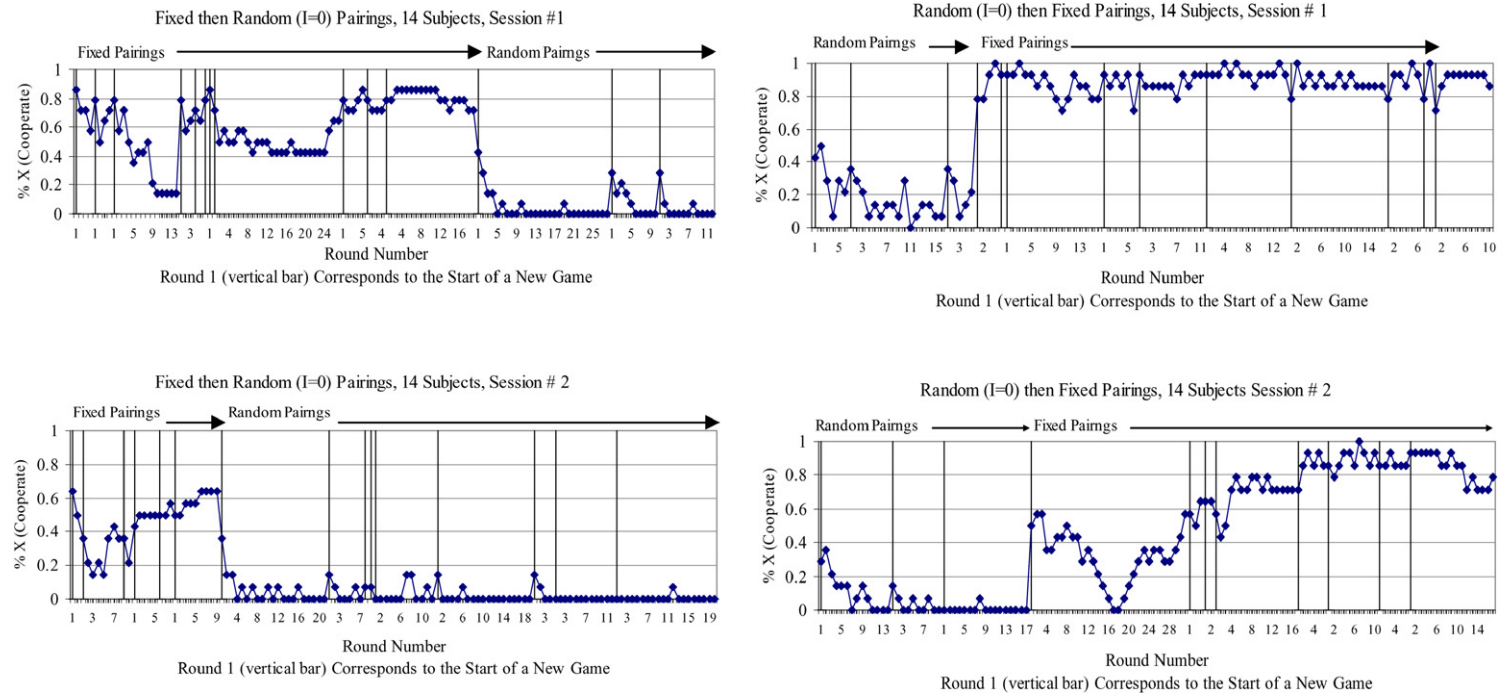 Fixed then Random (I=0) Pairings, 14 Subjects, Session #1
Fixed Pairings
Random Pairngs
% X (Cooperate)
1
0.8
0.6
0.4
0.2
0
1 1 5 9 13 3 1 4 8 12 16 20 24 1 5 4 8 12 16 1 5 9 13 17 21 25 1 5 9 3 7 11
Round Number
Round 1 (vertical bar) Corresponds to the Start of a New Game
Random (I=0) then Fixed Pairings, 14 Subjects, Session # 1
Random Pairngs
Fixed Pairngs
% X (Cooperate)
1
0.8
0.6
0.4
0.2
0
1 5 3 7 11 15 3 2 1 5 9 13 1 5 3 7 11 4 8 12 2 6 10 14 2 6 2 6 10
Round Number
Round 1 (vertical bar) Corresponds to the Start of a New Game
Fixed then Random (I=0) Pairings, 14 Subjects, Session # 2
Fixed Pairings
Random Pairngs
% X (Cooperate)
1
0.8
0.6
0.4
0.2
0
1 3 7 1 5 1 5 9 4 8 12 16 20 3 7 2 6 10 3 6 10 14 18 3 3 7 11 3 7 11 15 19
Round Number
Round 1 (vertical bar) Corresponds to the Start of a New Game
Random (I=0) then Fixed Pairings, 14 Subjects Session # 2
Random Pairngs
Fixed Pairngs
% X (Cooperate)
1
0.8
0.6
0.4
0.2
0
1 5 9 13 3 7 1 5 9 13 17 4 8 12 16 20 24 28 1 2 4 8 12 16 4 4 8 10 4 2 6 10 14
Round Number
Round 1 (vertical bar) Corresponds to the Start of a New Game